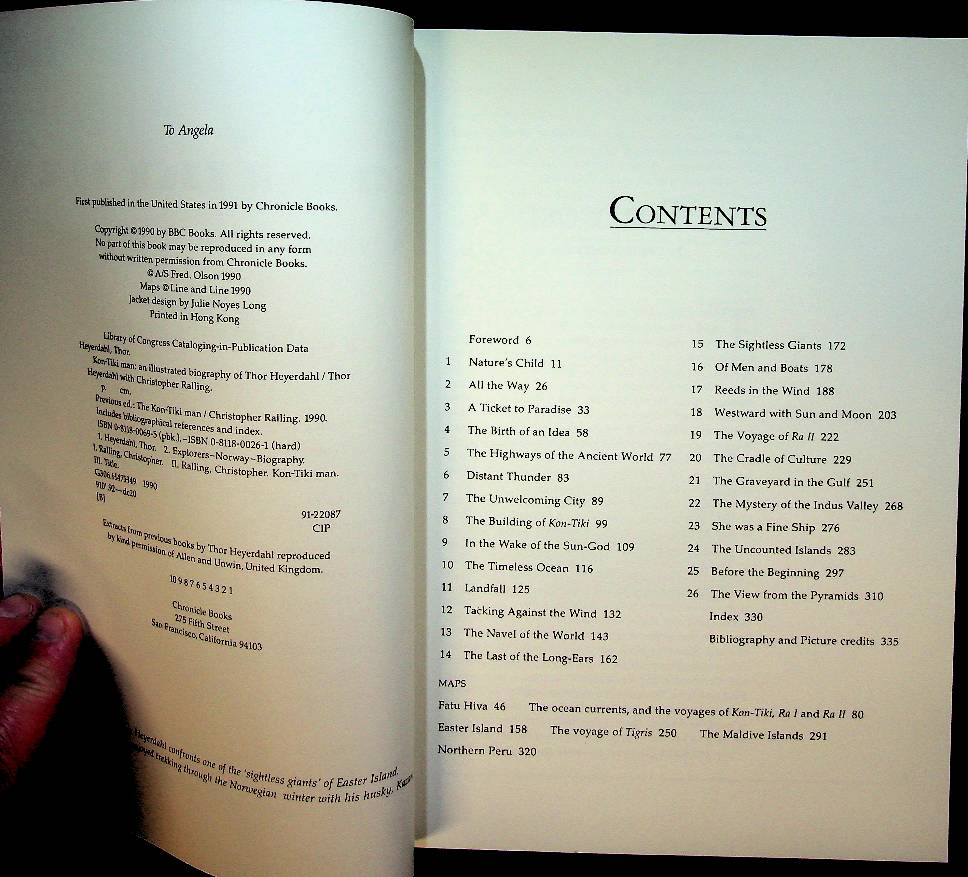 To Angela
First published in the United States in 1991 by Chronicle Books.
Copyright © 1990 by BBC Books. All rights reserved.
No part of this book may be reproduced in any form
without written permission from Chronicle Books.
© A/S Fred. Olson 1990
Maps © Line and Line 1990
Jacket design by Julie Noyes Long
Printed in Hong Kong
Library of Congress Cataloging-in-Publication Data
Heyerdahl, Thor.
Kon-Tiki man: an illustrated biography of Thor Heyerdahl / Thor
Heyerdahl with Christopher Ralling.
p. cm.
Previous ed.: The Kon-Tiki man / Christopher Ralling. 1990.
Includes bibliographical references and index.
ISBN 0-8118-0069-5 (pbk.).—ISBN 0-8118-0026-1 (hard)
1. Heyerdahl, Thor. 2. Explorers—Norway—Biography.
I. Ralling, Christopher. II. Ralling, Christopher. Kon-Tiki man.
III. Title.
G306.H47H49 1990
910'.92—dc20
[B]
91-22087
CIP
Extracts from previous books by Thor Heyerdahl reproduced
by kind permission of Allen and Unwin, United Kingdom.
10 9 8 7 6 5 4 3 2 1
Chronicle Books
275 Fifth Street
San Francisco, California 94103
Heyerdahl confronts one of the 'sightless giants' of Easter Island.
trekking through the Norwegian winter with his husky,
CONTENTS
Foreword 6
1 Nature's Child 11
2 All the Way 26
3 A Ticket to Paradise 33
4 The Birth of an Idea 58
5 The Highways of the Ancient World 77
6 Distant Thunder 83
7 The Unwelcoming City 89
8 The Building of Kon-Tiki 99
9 In the Wake of the Sun-God 109
10 The Timeless Ocean 116
11 Landfall 125
12 Tacking Against the Wind 132
13 The Navel of the World 143
14 The Last of the Long-Ears 162
15 The Sightless Giants 172
16 Of Men and Boats 178
17 Reeds in the Wind 188
18 Westward with Sun and Moon 203
19 The Voyage of Ra II 222
20 The Cradle of Culture 229
21 The Graveyard in the Gulf 251
22 The Mystery of the Indus Valley 268
23 She was a Fine Ship 276
24 The Uncounted Islands 283
25 Before the Beginning 297
26 The View from the Pyramids 310
Index 330
Bibliography and Picture credits 335
MAPS
Fatu Hiva 46 The ocean currents, and the voyages of Kon-Tiki, Ra I and Ra II 80
Easter Island 158 The voyage of Tigris 250 The Maldive Islands 291
Northern Peru 320